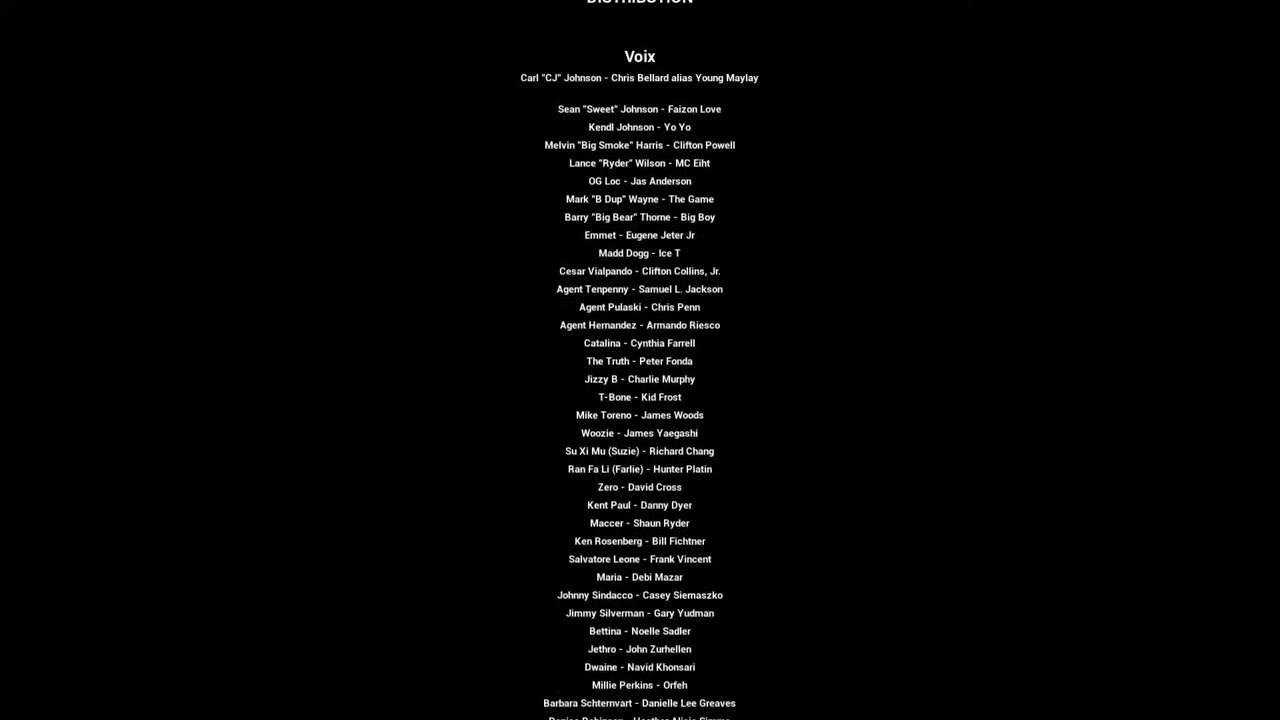 DISTRIBUTION
Voix
Carl "CJ" Johnson - Chris Bellard alias Young Maylay
Sean "Sweet" Johnson - Faizon Love
Kendl Johnson - Yo Yo
Melvin "Big Smoke" Harris - Clifton Powell
Lance "Ryder" Wilson - MC Eiht
OG Loc - Jas Anderson
Mark "B Dup" Wayne - The Game
Barry "Big Bear" Thorne - Big Boy
Emmet - Eugene Jeter Jr
Madd Dogg - Ice T
Cesar Vialpando - Clifton Collins, Jr.
Agent Tenpenny - Samuel L. Jackson
Agent Pulaski - Chris Penn
Agent Hernandez - Armando Riesco
Catalina - Cynthia Farrell
The Truth - Peter Fonda
Jizzy B - Charlie Murphy
T-Bone - Kid Frost
Mike Toreno - James Woods
Woozie - James Yaegashi
Su Xi Mu (Suzie) - Richard Chang
Ran Fa Li (Farlie) - Hunter Platin
Zero - David Cross
Kent Paul - Danny Dyer
Maccer - Shaun Ryder
Ken Rosenberg - Bill Fichtner
Salvatore Leone - Frank Vincent
Maria - Debi Mazar
Johnny Sindacco - Casey Siemaszko
Jimmy Silverman - Gary Yudman
Bettina - Noelle Sadler
Jethro - John Zurhellen
Dwaine - Navid Khonsari
Millie Perkins - Orfeh
Barbara Schternvart - Danielle Lee Greaves